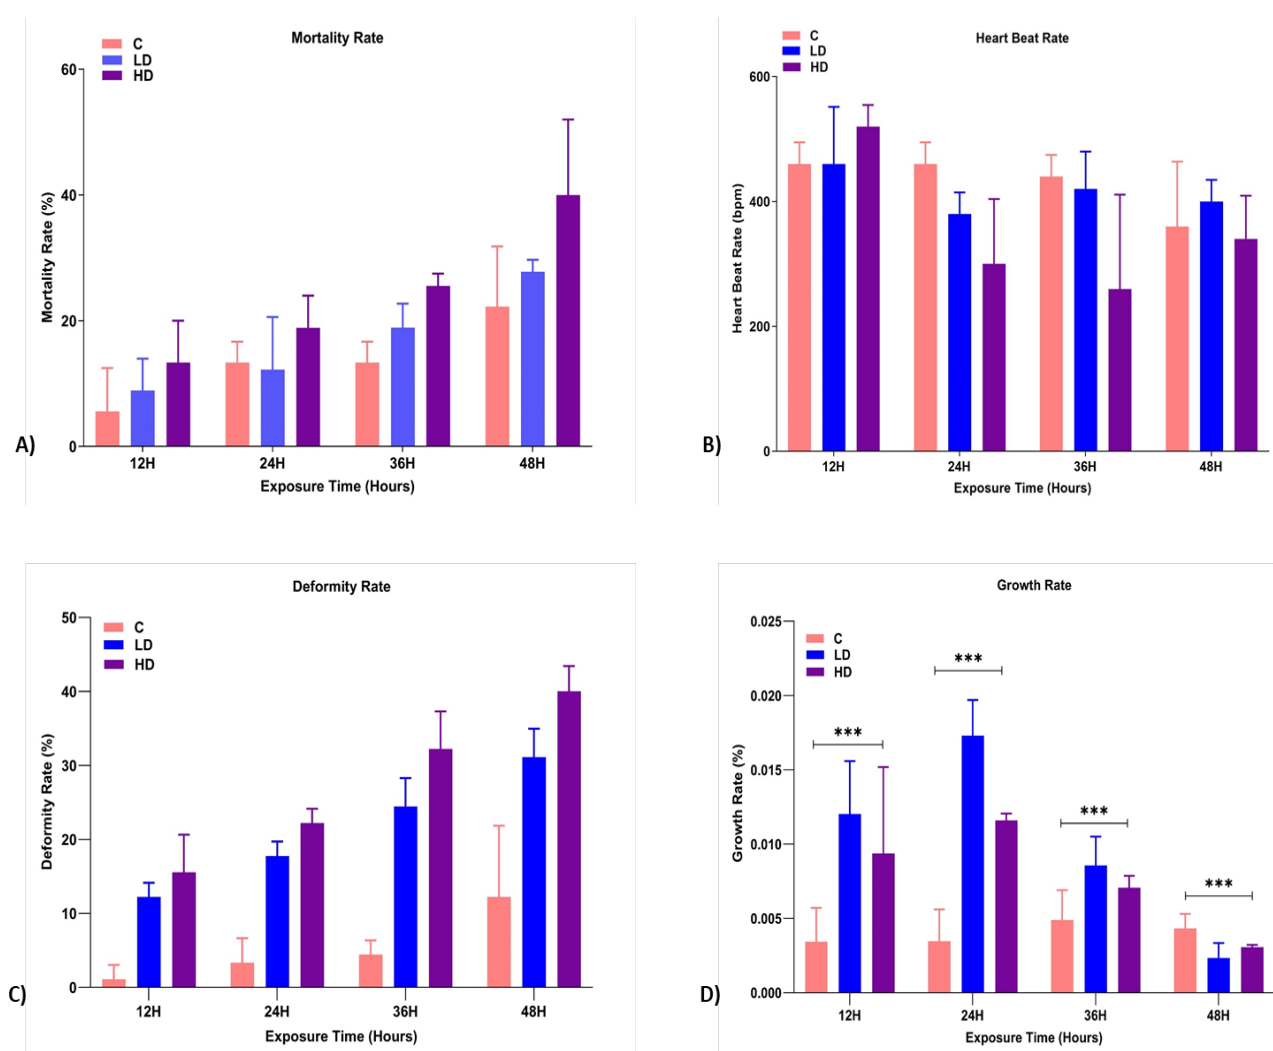 Mortality Rate
C
LD
HD
60
40
20
0
Mortality Rate (%)
12H
24H
36H
48H
Exposure Time (Hours)
A)
Heart Beat Rate
C
LD
HD
600
400
200
0
Heart Beat Rate (bpm)
12H
24H
36H
48H
Exposure Time (Hours)
B)
Deformity Rate
C
LD
HD
50
40
30
20
10
0
Deformity Rate (%)
12H
24H
36H
48H
Exposure Time (Hours)
C)
Growth Rate
C
LD
HD
0.025
0.020
0.015
0.010
0.005
0.000
Growth Rate (%)
***
***
***
***
12H
24H
36H
48H
Exposure Time (Hours)
D)